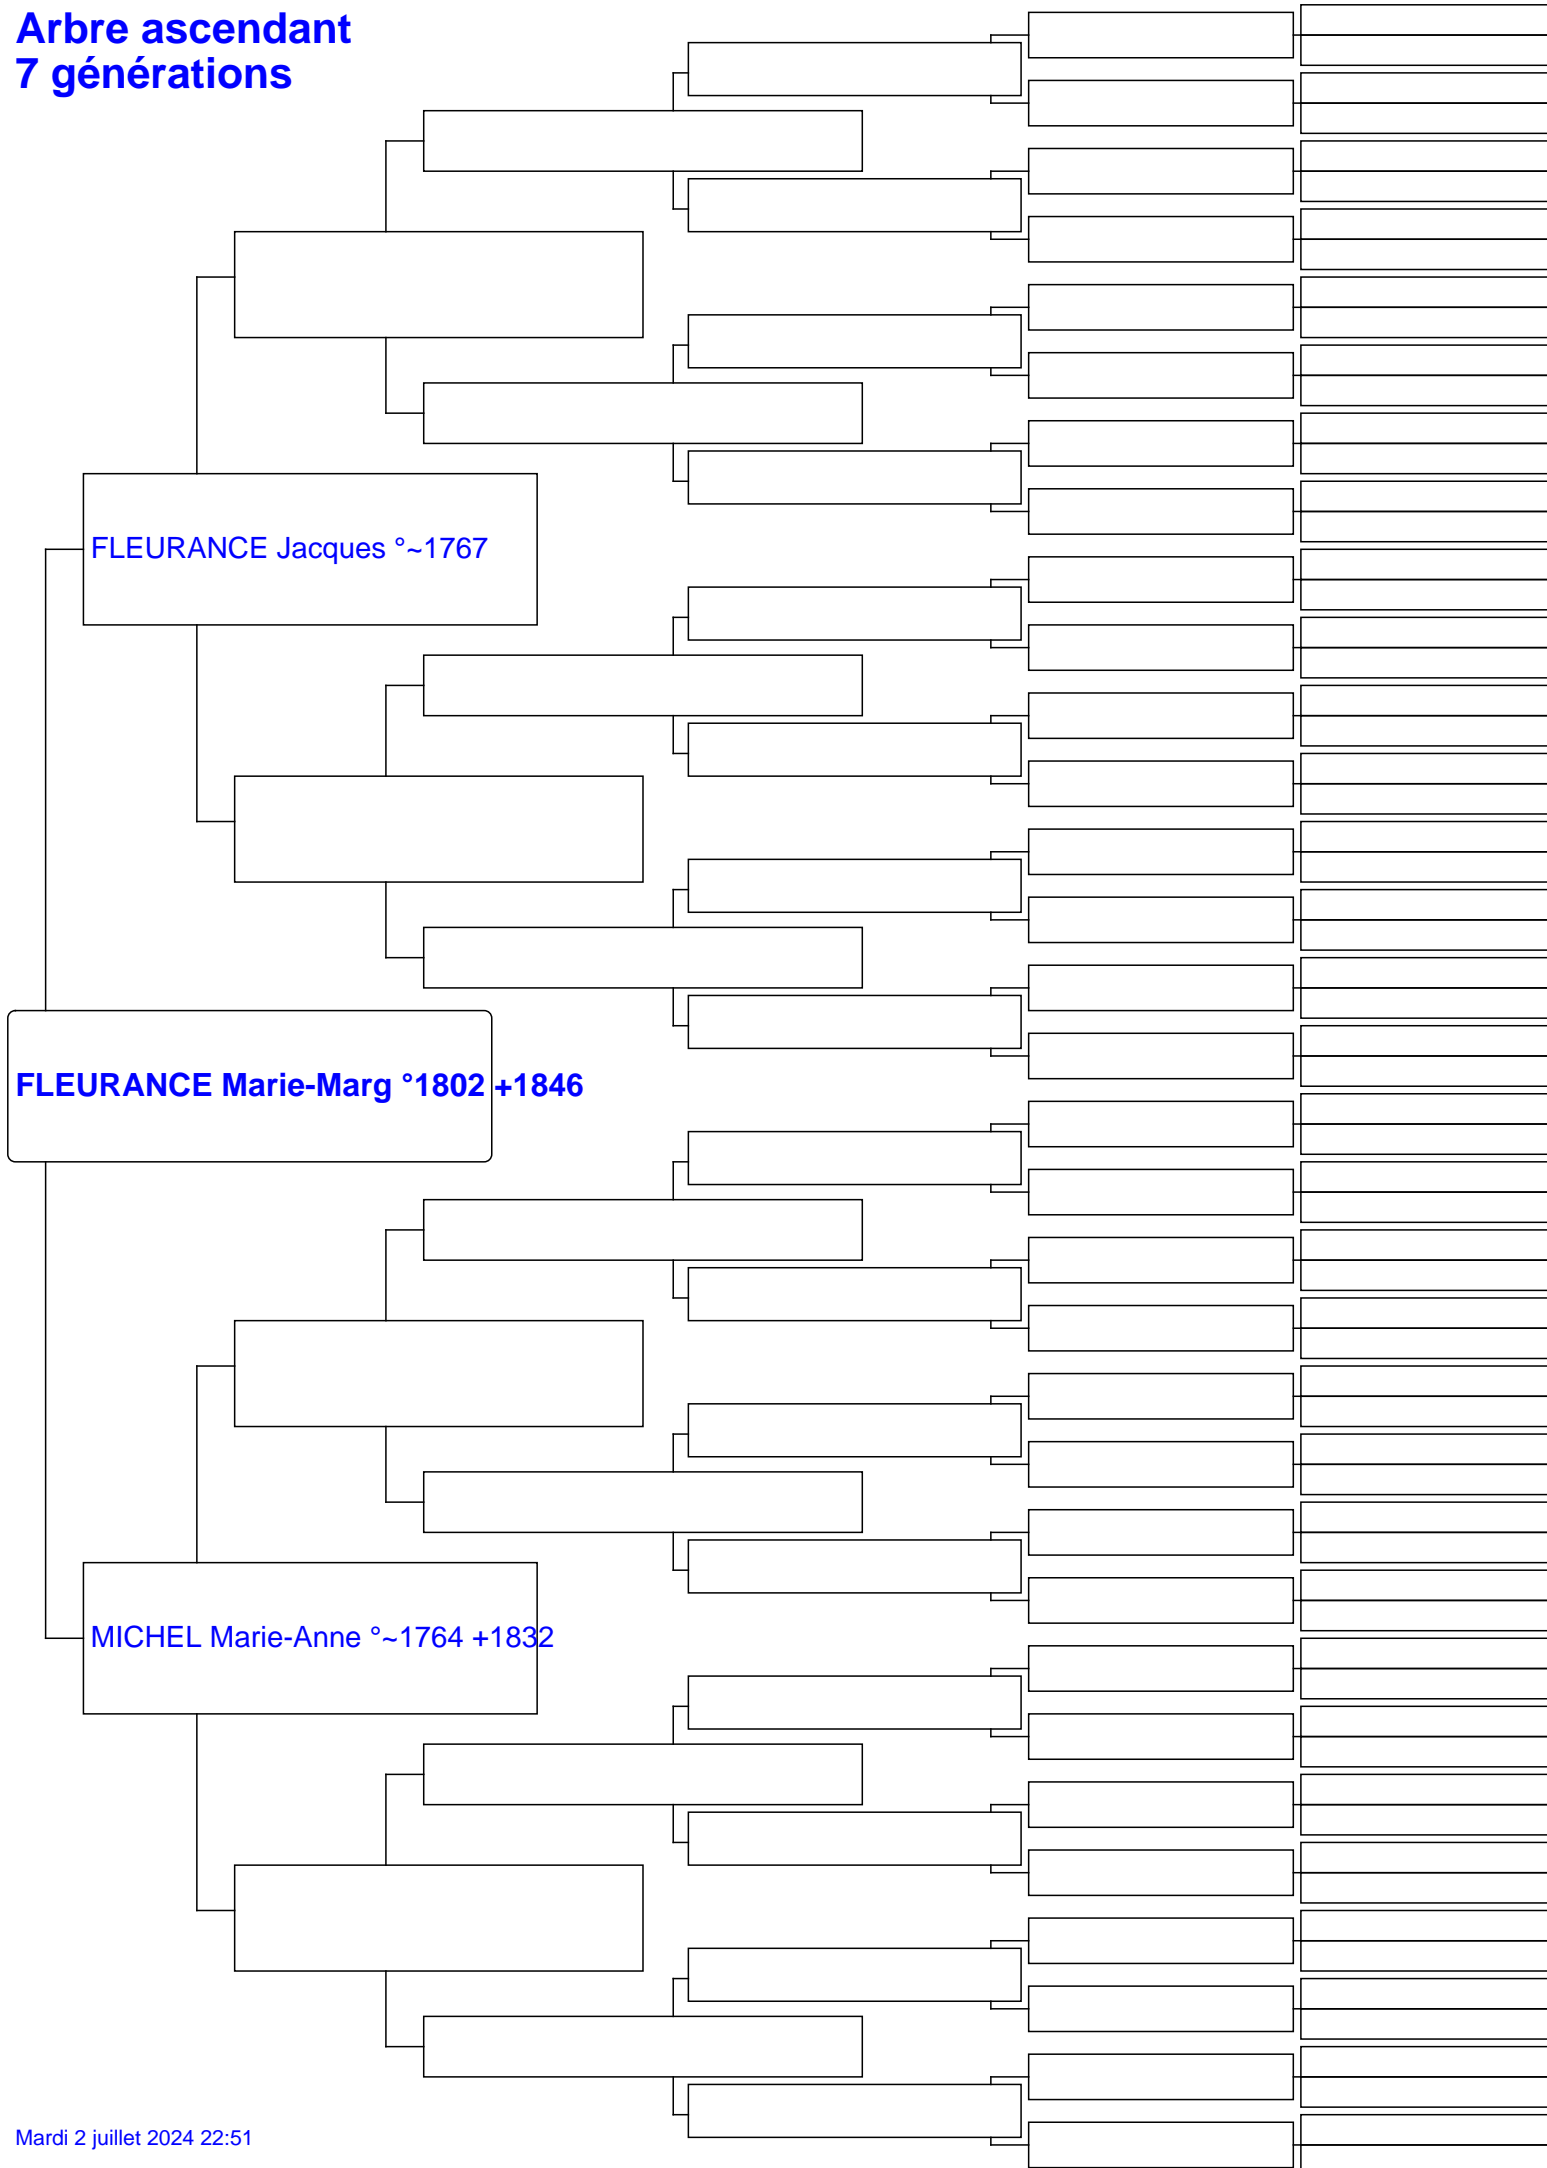 Arbre ascendant
7 générations
FLEURANCE Jacques °~1767
FLEURANCE Marie-Marg °1802 +1846
MICHEL Marie-Anne °~1764 +1832
Mardi 2 juillet 2024 22:51